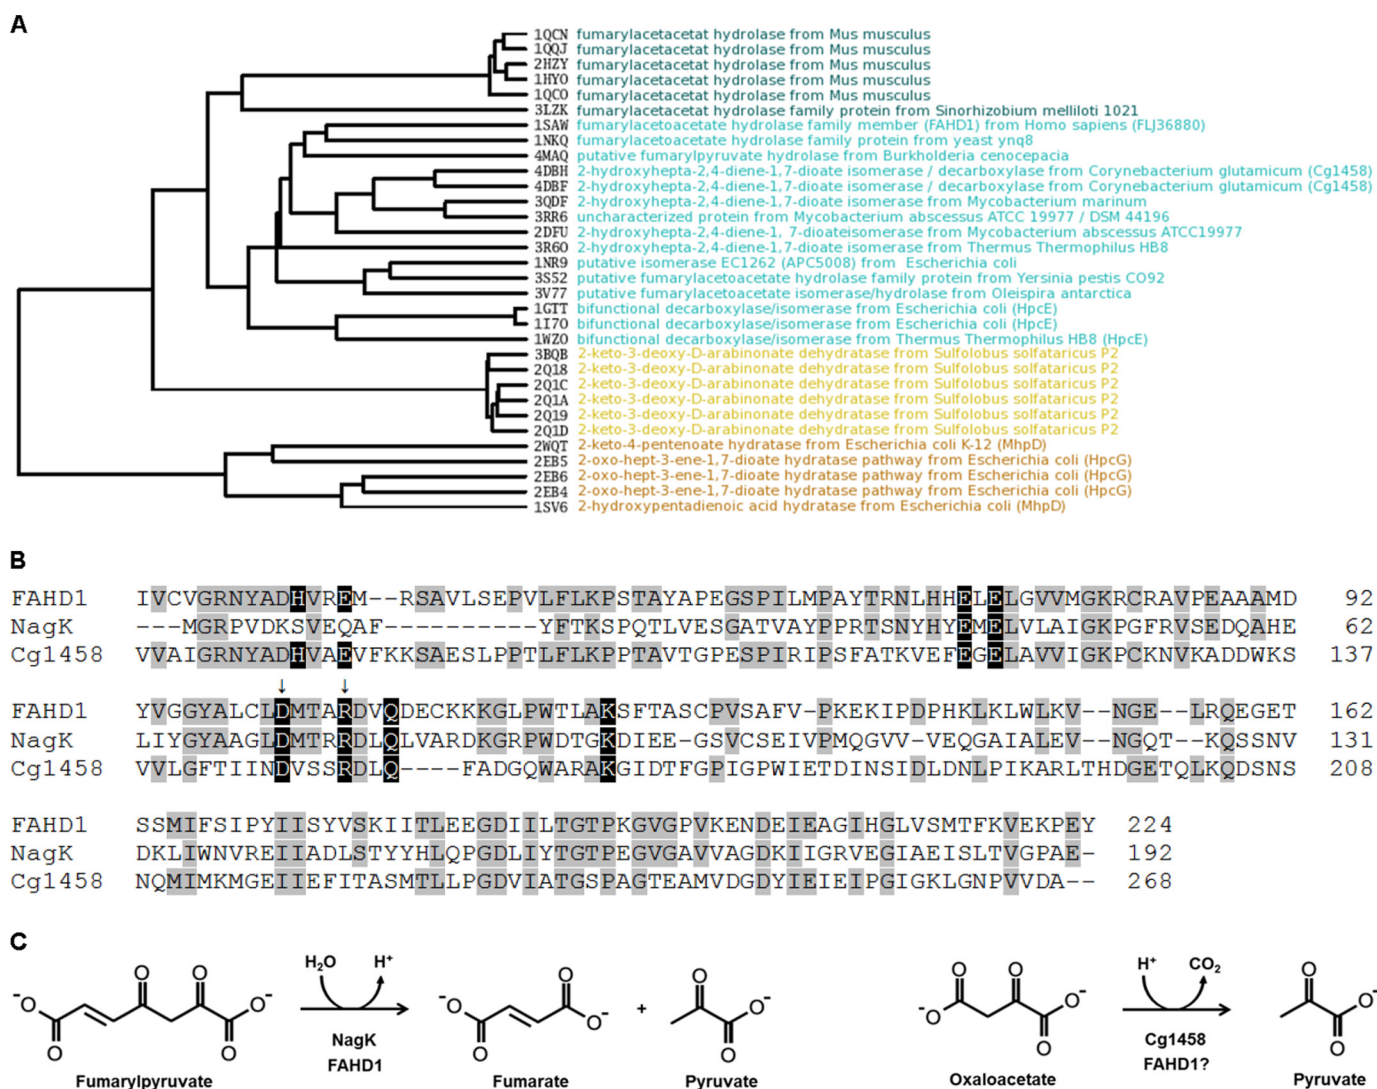 A
1QCN fumarylacetacetat hydrolase from Mus musculus
1QQJ fumarylacetacetat hydrolase from Mus musculus
2HZY fumarylacetacetat hydrolase from Mus musculus
1HYO fumarylacetacetat hydrolase from Mus musculus
1QCO fumarylacetacetat hydrolase from Mus musculus
3LZK fumarylacetacetat hydrolase family protein from Sinorhizobium melliloti 1021
1SAW fumarylacetoacetate hydrolase family member (FAHD1) from Homo sapiens (FLJ36880)
1NKQ fumarylacetoacetate hydrolase family protein from yeast ynq8
4MAQ putative fumarylpyruvate hydrolase from Burkholderia cenocepacia
4DBH 2-hydroxyhepta-2,4-diene-1,7-dioate isomerase / decarboxylase from Corynebacterium glutamicum (Cg1458)
4DBF 2-hydroxyhepta-2,4-diene-1,7-dioate isomerase / decarboxylase from Corynebacterium glutamicum (Cg1458)
3QDF 2-hydroxyhepta-2,4-diene-1,7-dioate isomerase from Mycobacterium marinum
3RR6 uncharacterized protein from Mycobacterium abscessus ATCC 19977 / DSM 44196
2DFU 2-hydroxyhepta-2,4-diene-1, 7-dioateisomerase from Mycobacterium abscessus ATCC19977
3R6O 2-hydroxyhepta-2,4-diene-1,7-dioate isomerase from Thermus Thermophilus HB8
1NR9 putative isomerase EC1262 (APC5008) from Escherichia coli
3S52 putative fumarylacetoacetate hydrolase family protein from Yersinia pestis CO92
3V77 putative fumarylacetoacetate isomerase/hydrolase from Oleispira antarctica
1GTT bifunctional decarboxylase/isomerase from Escherichia coli (HpcE)
1I7O bifunctional decarboxylase/isomerase from Escherichia coli (HpcE)
1WZO bifunctional decarboxylase/isomerase from Thermus Thermophilus HB8 (HpcE)
3BQB 2-keto-3-deoxy-D-arabinonate dehydratase from Sulfolobus solfataricus P2
2Q18 2-keto-3-deoxy-D-arabinonate dehydratase from Sulfolobus solfataricus P2
2Q1C 2-keto-3-deoxy-D-arabinonate dehydratase from Sulfolobus solfataricus P2
2Q1A 2-keto-3-deoxy-D-arabinonate dehydratase from Sulfolobus solfataricus P2
2Q19 2-keto-3-deoxy-D-arabinonate dehydratase from Sulfolobus solfataricus P2
2Q1D 2-keto-3-deoxy-D-arabinonate dehydratase from Sulfolobus solfataricus P2
2WQT 2-keto-4-pentenoate hydratase from Escherichia coli K-12 (MhpD)
2EB5 2-oxo-hept-3-ene-1,7-dioate hydratase pathway from Escherichia coli (HpcG)
2EB6 2-oxo-hept-3-ene-1,7-dioate hydratase pathway from Escherichia coli (HpcG)
2EB4 2-oxo-hept-3-ene-1,7-dioate hydratase pathway from Escherichia coli (HpcG)
1SV6 2-hydroxypentadienoic acid hydratase from Escherichia coli (MhpD)
B
FAHD1 IVCVGRNYADHVREM--RSAVLSEPVLFLKPSTAYAPEGSPILMPAYTRNLHHELELGVVMGKRCRAVPEAAAMD 92
NagK ---MGRPVDKSVEQAF----------YFTKSPQTLVESGATVAYPPRTSNYHYEMELVLAIGKPGFRVSEDQAHE 62
Cg1458 VVAIGRNYADHVAEVFKKSAESLPPTLFLKPPTAVTGPESPIRIPSFATKVEFEGELAVVIGKPCKNVKADDWKS 137
↓ ↓
FAHD1 YVGGYALCLDMTARDVQDECKKKGLPWTLAKSFTASCPVSAFV-PKEKIPDPHKLKLWLKV--NGE--LRQEGET 162
NagK LIYGYAAGLDMTRRDLQLVARDKGRPWDTGKDIEE-GSVCSEIVPMQGVV-VEQGAIALEV--NGQT--KQSSNV 131
Cg1458 VVLGFTIINDVSSRDLQ----FADGQWARAKGIDTFGPIGPWIETDINSIDLDNLPIKARLTHDGETQLKQDSNS 208
FAHD1 SSMIFSIPYIISYVSKIITLEEGDIILTGTPKGVGPVKENDEIEAGIHGLVSMTFKVEKPEY 224
NagK DKLIWNVREIIADLSTYYHLQPGDLIYTGTPEGVGAVVAGDKIIGRVEGIAEISLTVGPAE- 192
Cg1458 NQMIMKMGEIIEFITASMTLLPGDVIATGSPAGTEAMVDGDYIEIEIPGIGKLGNPVVDA-- 268
C
O O H₂O H⁺ O O O O H⁺ CO₂ O
⁻O O⁻ ⁻O O⁻ + O⁻ ⁻O O⁻ O⁻
O O NagK O O O O Cg1458 O
FAHD1 FAHD1?
Fumarylpyruvate Fumarate Pyruvate Oxaloacetate Pyruvate